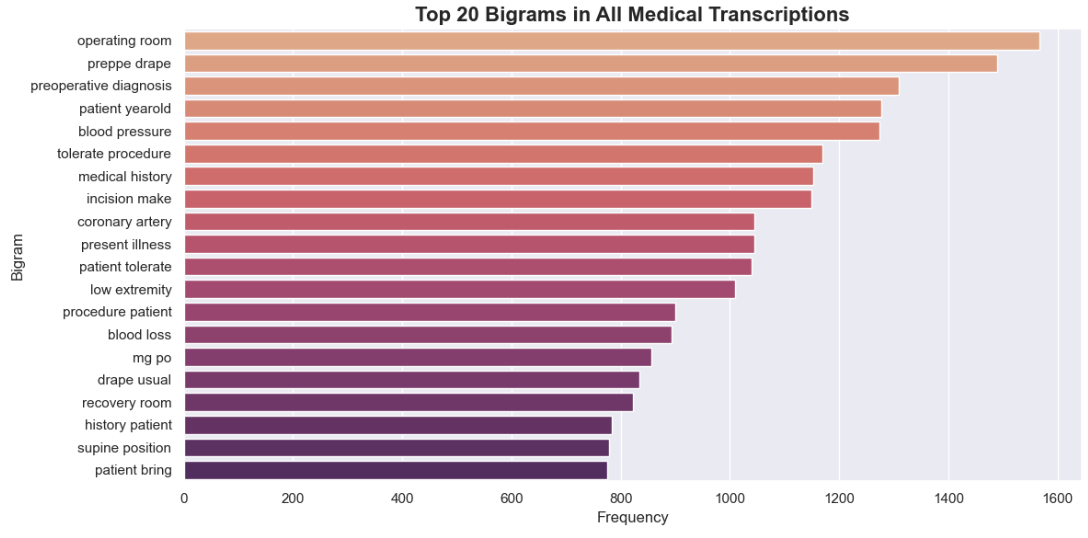 Top 20 Bigrams in All Medical Transcriptions
Bigram
operating room
preppe drape
preoperative diagnosis
patient yearold
blood pressure
tolerate procedure
medical history
incision make
coronary artery
present illness
patient tolerate
low extremity
procedure patient
blood loss
mg po
drape usual
recovery room
history patient
supine position
patient bring
0 200 400 600 800 1000 1200 1400 1600
Frequency